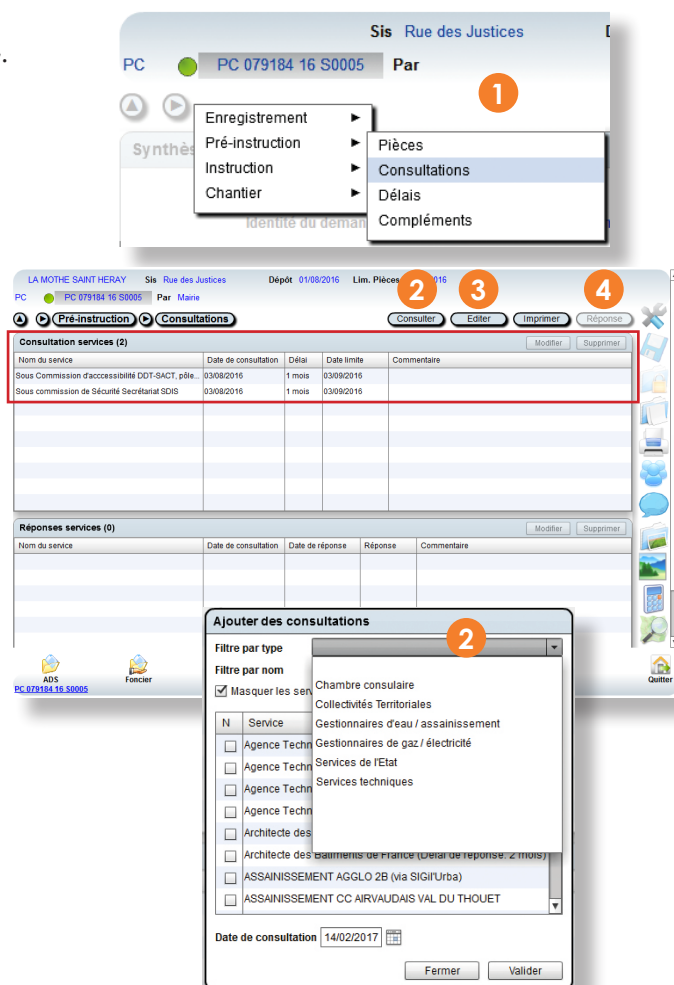 Sis Rue des Justices
PC PC 079184 16 S0005 Par
1
Enregistrement
Pré-instruction
Instruction
Chantier
Pièces
Consultations
Délais
Compléments
Synthès
Identité du deman
LA MOTHE SAINT HERAY Sis Rue des Justices Dépôt 01/08/2016 Lim. Pièces 016
PC PC 079184 16 S0005 Par Mairie
2 3 4
Pré-instruction Consultations Consulter Editer Imprimer Réponse
Consultation services (2) Modifier Supprimer
Nom du service Date de consultation Délai Date limite Commentaire
Sous Commission d'acccessibilité DDT-SACT, pôle... 03/08/2016 1 mois 03/09/2016
Sous commission de Sécurité Secrétariat SDIS 03/08/2016 1 mois 03/09/2016
Réponses services (0) Modifier Supprimer
Nom du service Date de consultation Date de réponse Réponse Commentaire
ADS Foncier Quitter
PC 079184 16 S0005
Ajouter des consultations
Filtre par type 2
Filtre par nom
Masquer les serv
Chambre consulaire
Collectivités Territoriales
Gestionnaires d'eau / assainissement
Gestionnaires de gaz / électricité
Services de l'Etat
Services techniques
N Service
Agence Techn
Agence Techn
Agence Techn
Agence Techn
Architecte des
Architecte des Bâtiments de France (Délai de réponse: 2 mois)
ASSAINISSEMENT AGGLO 2B (via SIGil'Urba)
ASSAINISSEMENT CC AIRVAUDAIS VAL DU THOUET
Date de consultation 14/02/2017
Fermer Valider